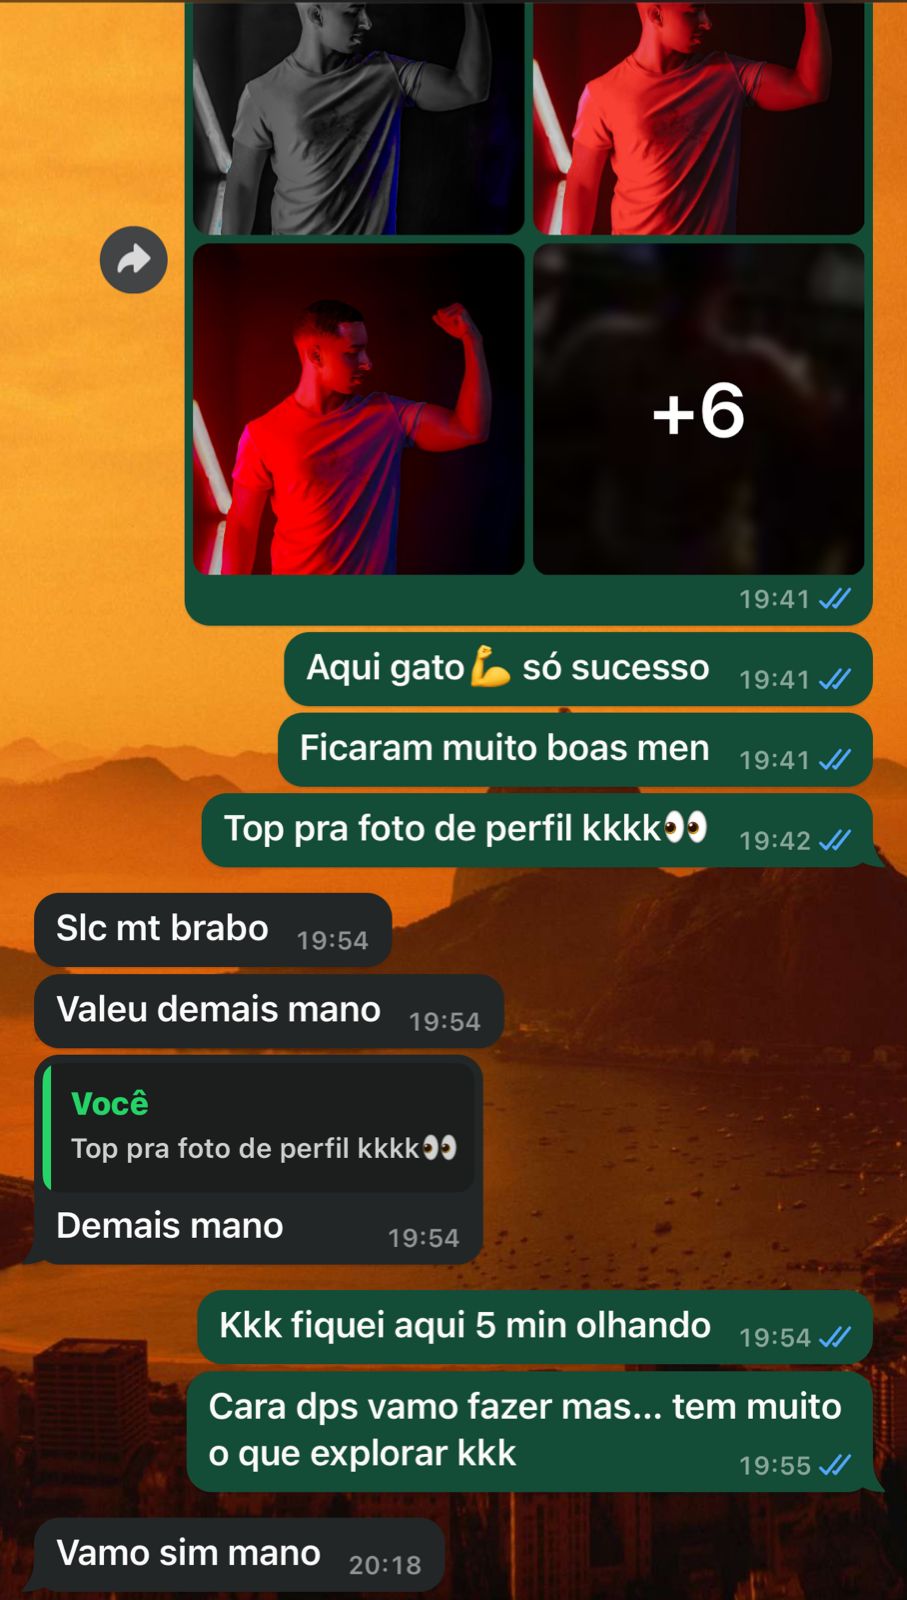 +6
19:41
Aqui gato💪 só sucesso 19:41
Ficaram muito boas men 19:41
Top pra foto de perfil kkkk👀 19:42
Slc mt brabo 19:54
Valeu demais mano 19:54
Você
Top pra foto de perfil kkkk👀
Demais mano 19:54
Kkk fiquei aqui 5 min olhando 19:54
Cara dps vamo fazer mas... tem muito
o que explorar kkk 19:55
Vamo sim mano 20:18